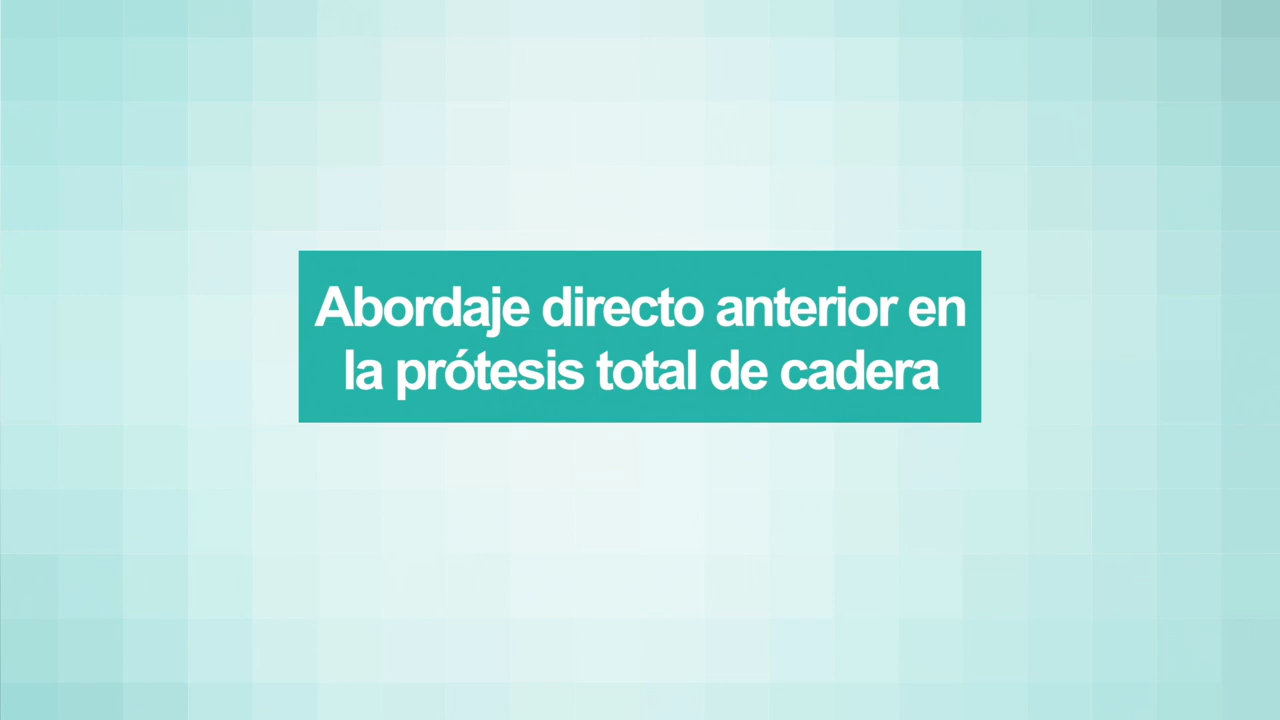 Abordaje directo anterior en
la prótesis total de cadera